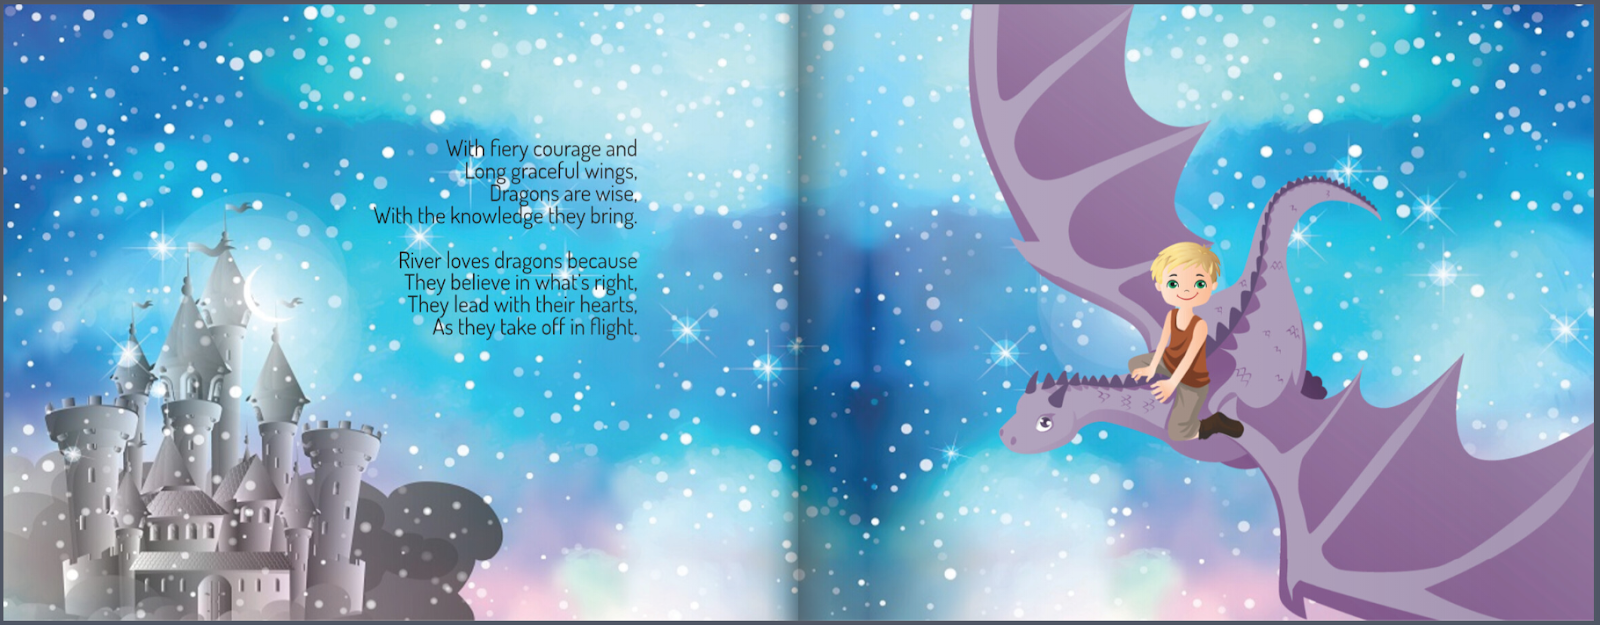 With fiery courage and
Long graceful wings,
Dragons are wise,
With the knowledge they bring.
River loves dragons because
They believe in what's right,
They lead with their hearts,
As they take off in flight.